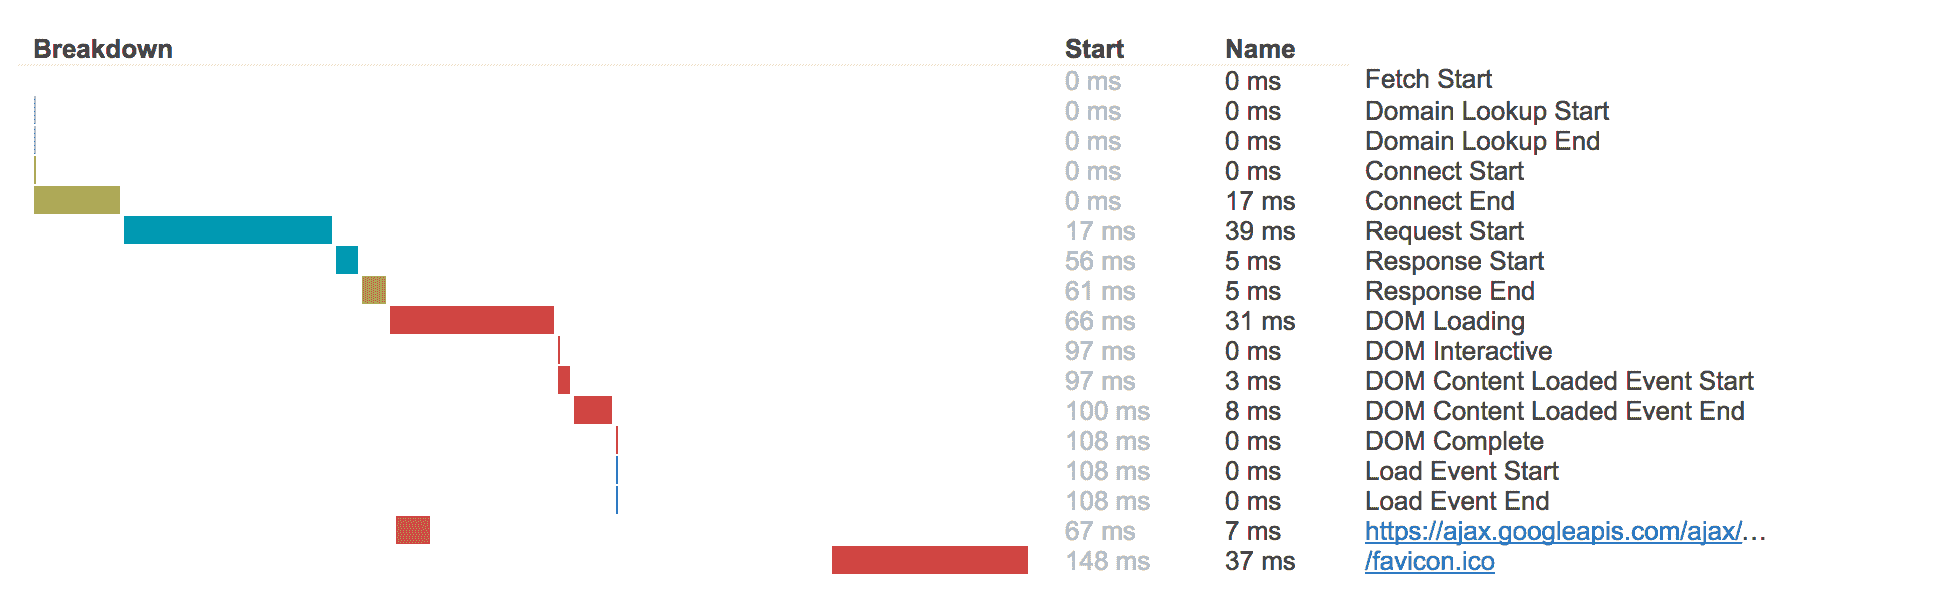 Breakdown Start Name
0 ms 0 ms Fetch Start
0 ms 0 ms Domain Lookup Start
0 ms 0 ms Domain Lookup End
0 ms 0 ms Connect Start
0 ms 17 ms Connect End
17 ms 39 ms Request Start
56 ms 5 ms Response Start
61 ms 5 ms Response End
66 ms 31 ms DOM Loading
97 ms 0 ms DOM Interactive
97 ms 3 ms DOM Content Loaded Event Start
100 ms 8 ms DOM Content Loaded Event End
108 ms 0 ms DOM Complete
108 ms 0 ms Load Event Start
108 ms 0 ms Load Event End
67 ms 7 ms https://ajax.googleapis.com/ajax/…
148 ms 37 ms /favicon.ico